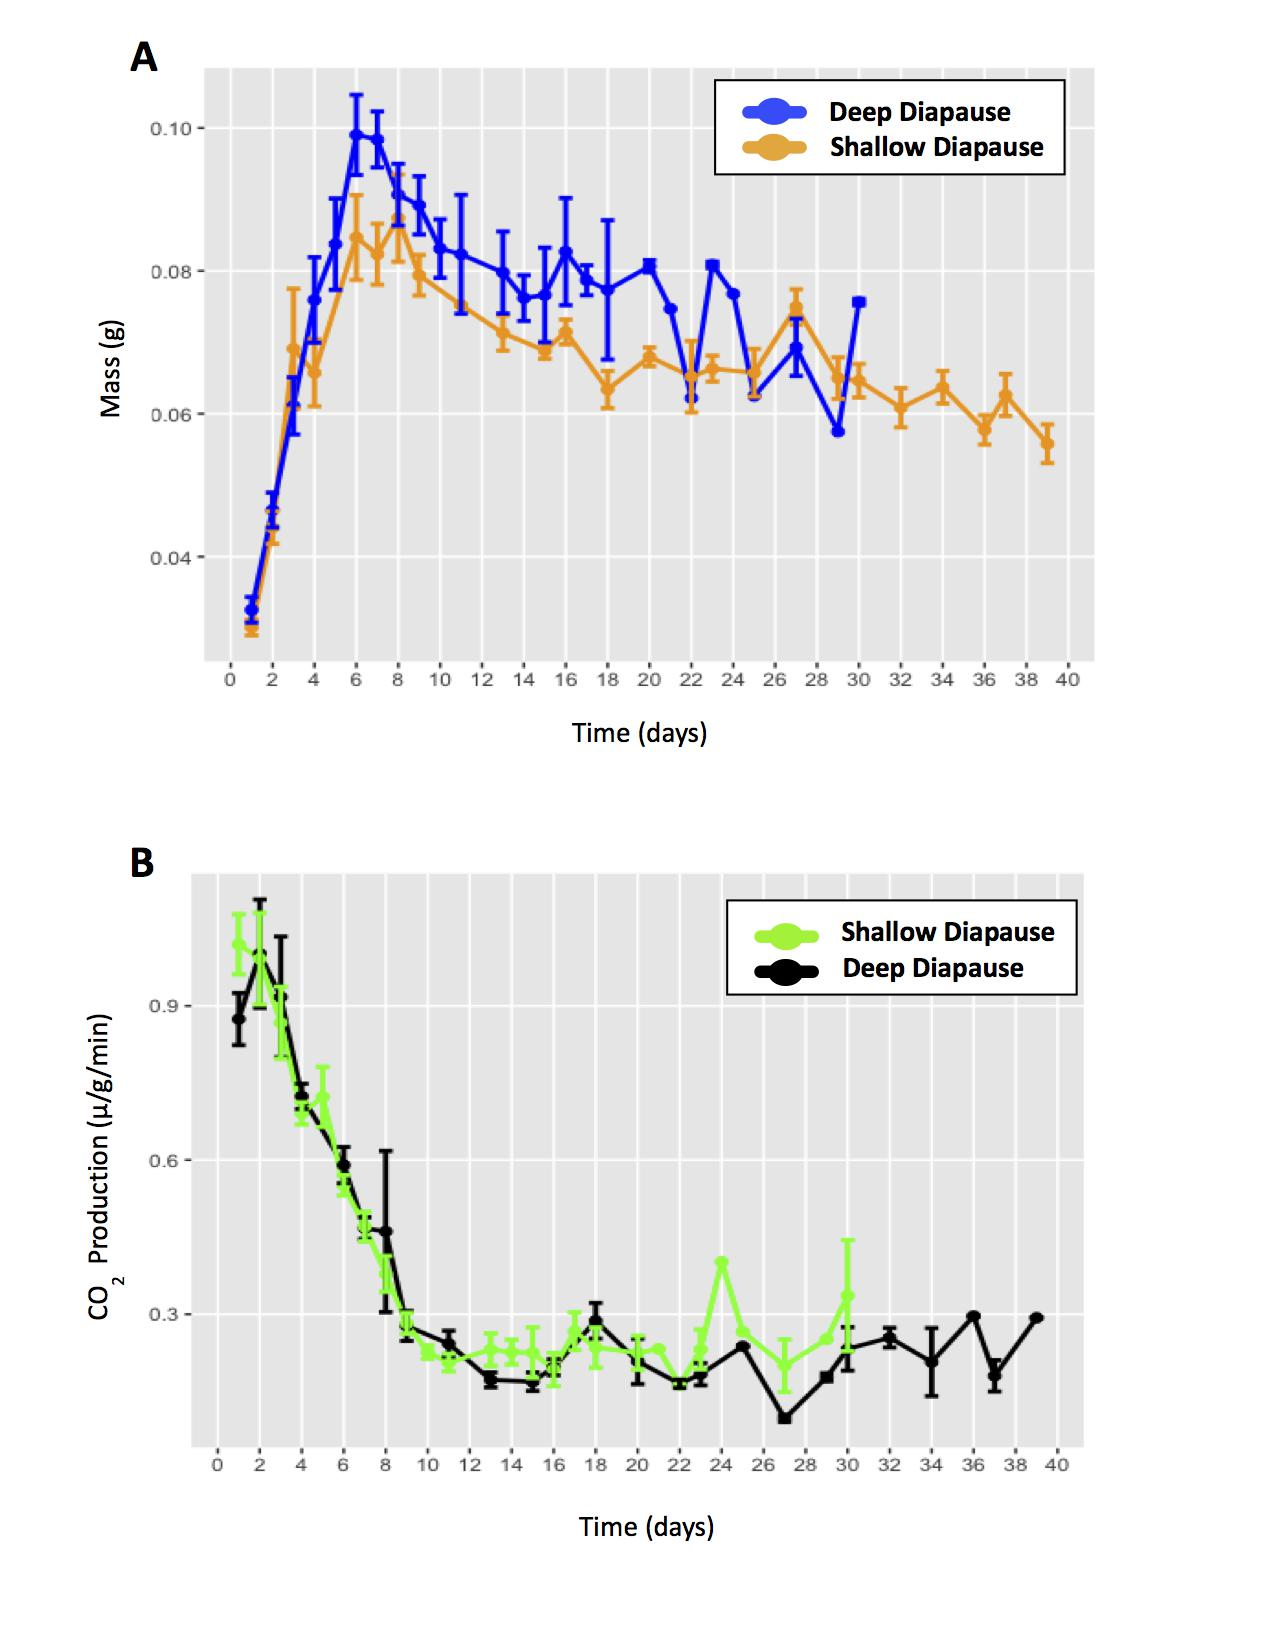 A
Deep Diapause
Shallow Diapause
0.10
0.08
0.06
0.04
Mass (g)
0 2 4 6 8 10 12 14 16 18 20 22 24 26 28 30 32 34 36 38 40
Time (days)
B
Shallow Diapause
Deep Diapause
0.9
0.6
0.3
CO2 Production (µ/g/min)
0 2 4 6 8 10 12 14 16 18 20 22 24 26 28 30 32 34 36 38 40
Time (days)